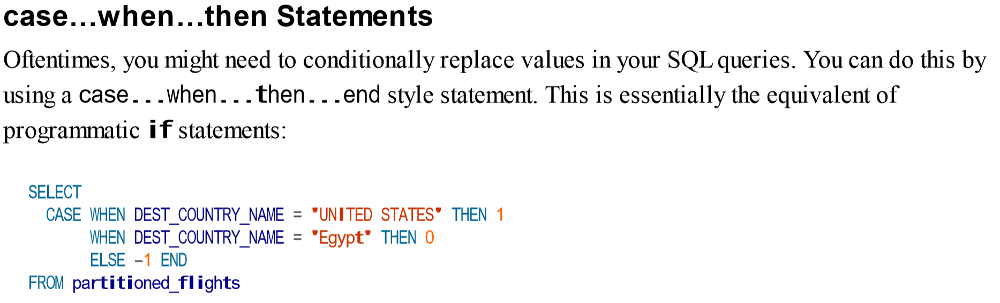 case…when…then Statements
Oftentimes, you might need to conditionally replace values in your SQL queries. You can do this by
using a case...when...then...end style statement. This is essentially the equivalent of
programmatic if statements:
SELECT
  CASE WHEN DEST_COUNTRY_NAME = 'UNITED STATES' THEN 1
       WHEN DEST_COUNTRY_NAME = 'Egypt' THEN 0
       ELSE -1 END
FROM partitioned_flights